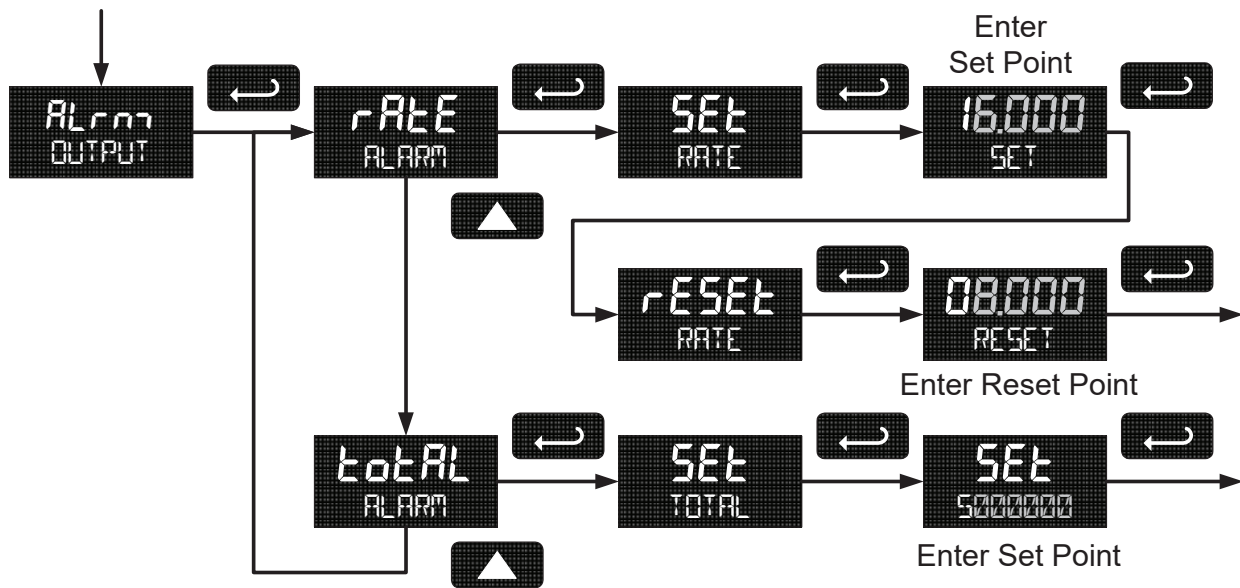 Enter
Set Point
ALrm
OUTPUT
rAtE
ALARM
SEt
RATE
16.000
SET
rESEt
RATE
08.000
RESET
Enter Reset Point
totAL
ALARM
SEt
TOTAL
SEt
5000000
Enter Set Point